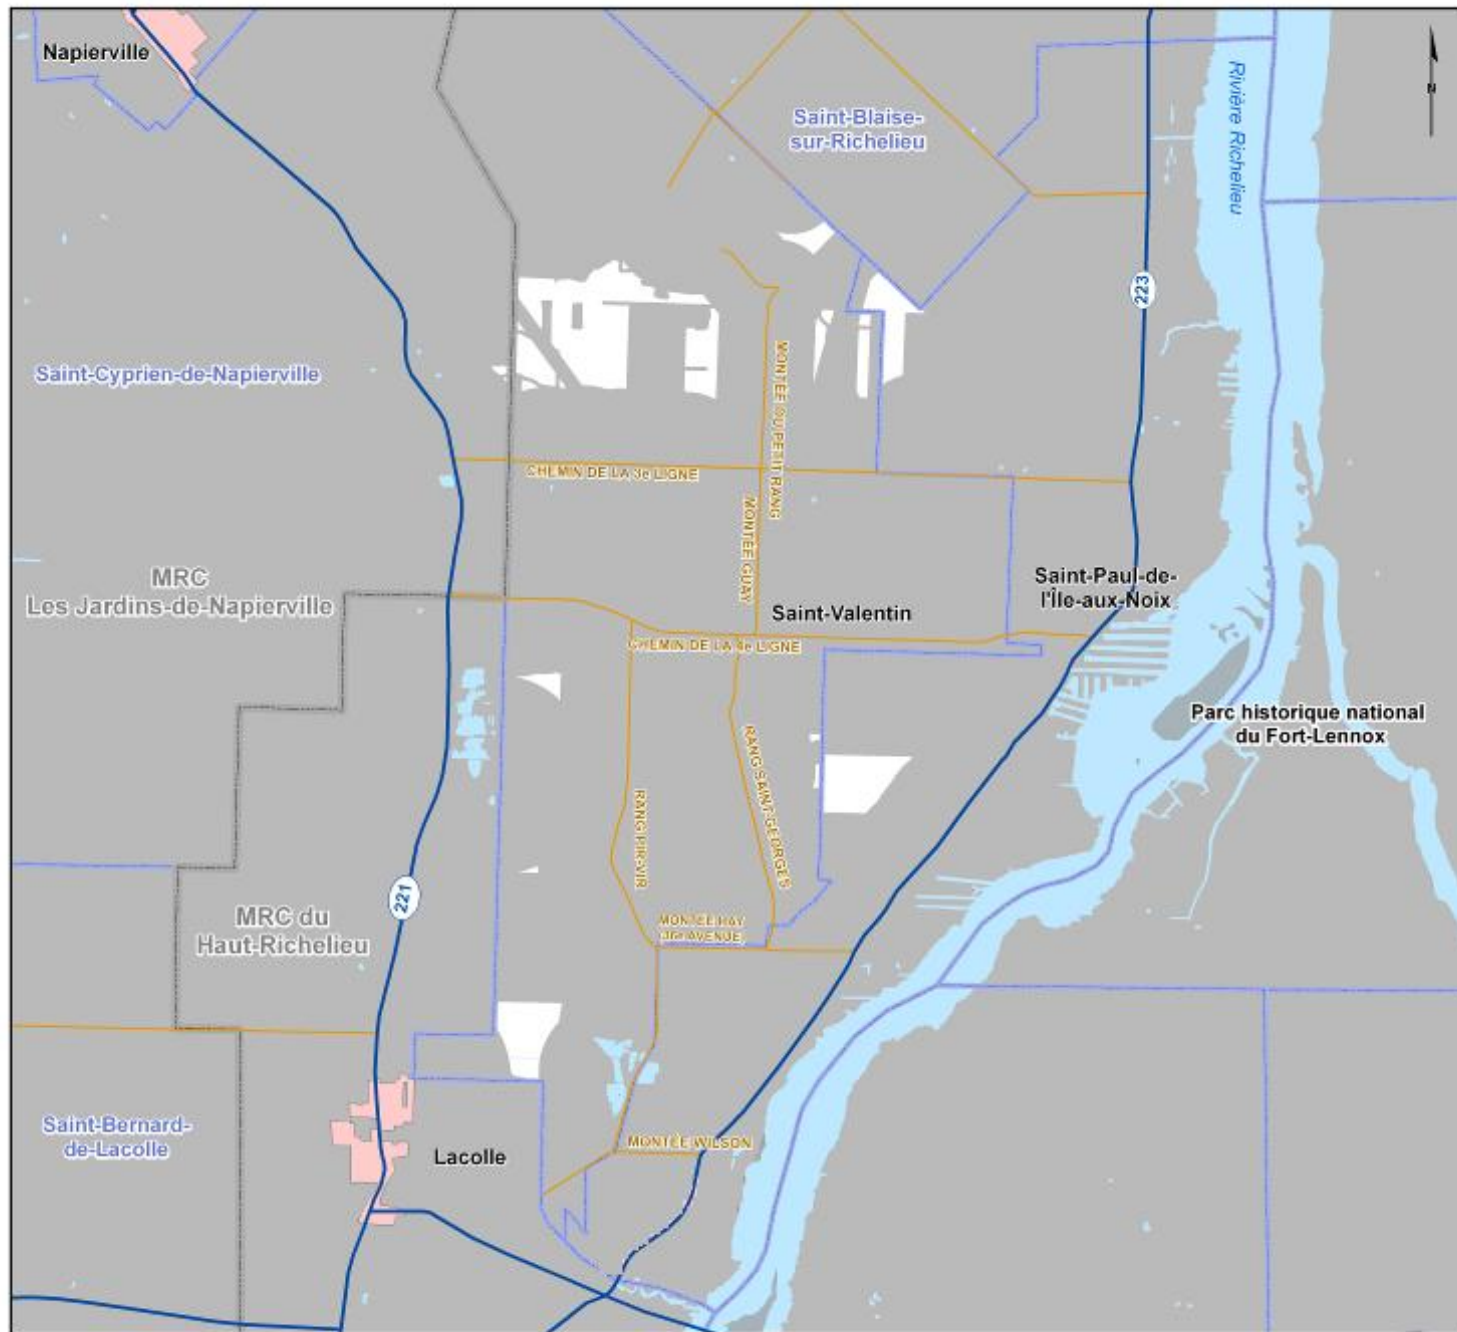 Napierville
N
Saint-Blaise-
sur-Richelieu
Rivière Richelieu
223
Saint-Cyprien-de-Napierville
MONTÉE DU PETIT RANG
CHEMIN DE LA 3e LIGNE
MONTÉE GUAY
MRC
Les Jardins-de-Napierville
Saint-Paul-de-
l'Île-aux-Noix
Saint-Valentin
CHEMIN DE LA 4e LIGNE
Parc historique national
du Fort-Lennox
RANG SAINT-GEORGES
RANG PIR-VIR
221
MRC du
Haut-Richelieu
MONTÉE HAY
AVENUE)
Saint-Bernard-
de-Lacolle
Lacolle
MONTÉE WILSON